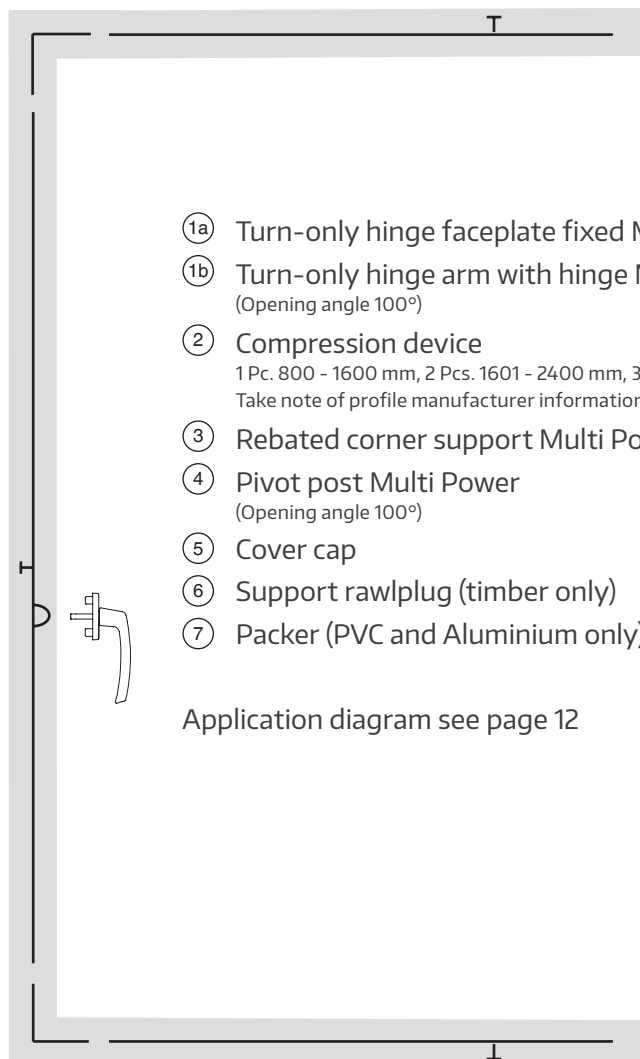 1a Turn-only hinge faceplate fixed
1b Turn-only hinge arm with hinge
(Opening angle 100°)
2 Compression device
1 Pc. 800 - 1600 mm, 2 Pcs. 1601 - 2400 mm, 3
Take note of profile manufacturer information
3 Rebated corner support Multi Po
4 Pivot post Multi Power
(Opening angle 100°)
5 Cover cap
6 Support rawlplug (timber only)
7 Packer (PVC and Aluminium only)
Application diagram see page 12